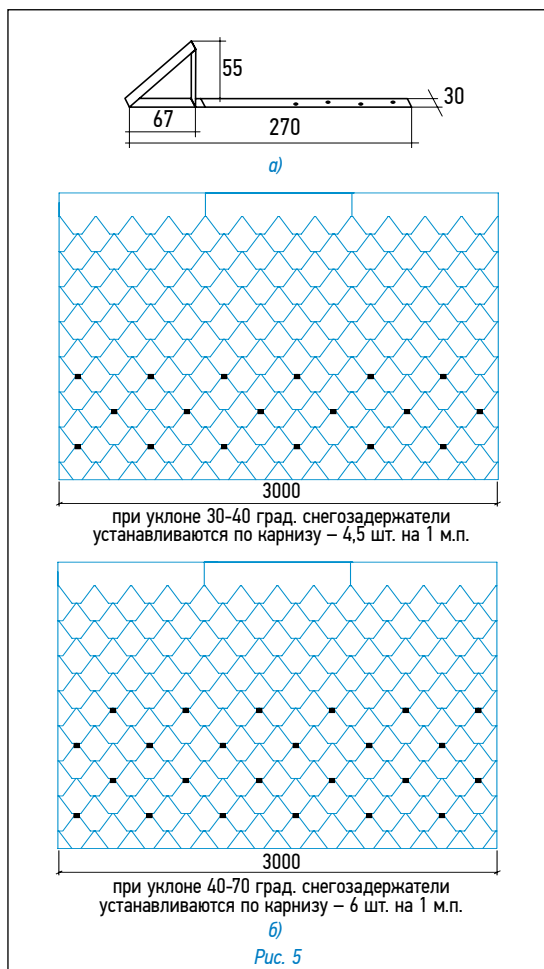 55
30
67
270
а)
3000
при уклоне 30-40 град. снегозадержатели
устанавливаются по карнизу – 4,5 шт. на 1 м.п.
3000
при уклоне 40-70 град. снегозадержатели
устанавливаются по карнизу – 6 шт. на 1 м.п.
б)
Рис. 5